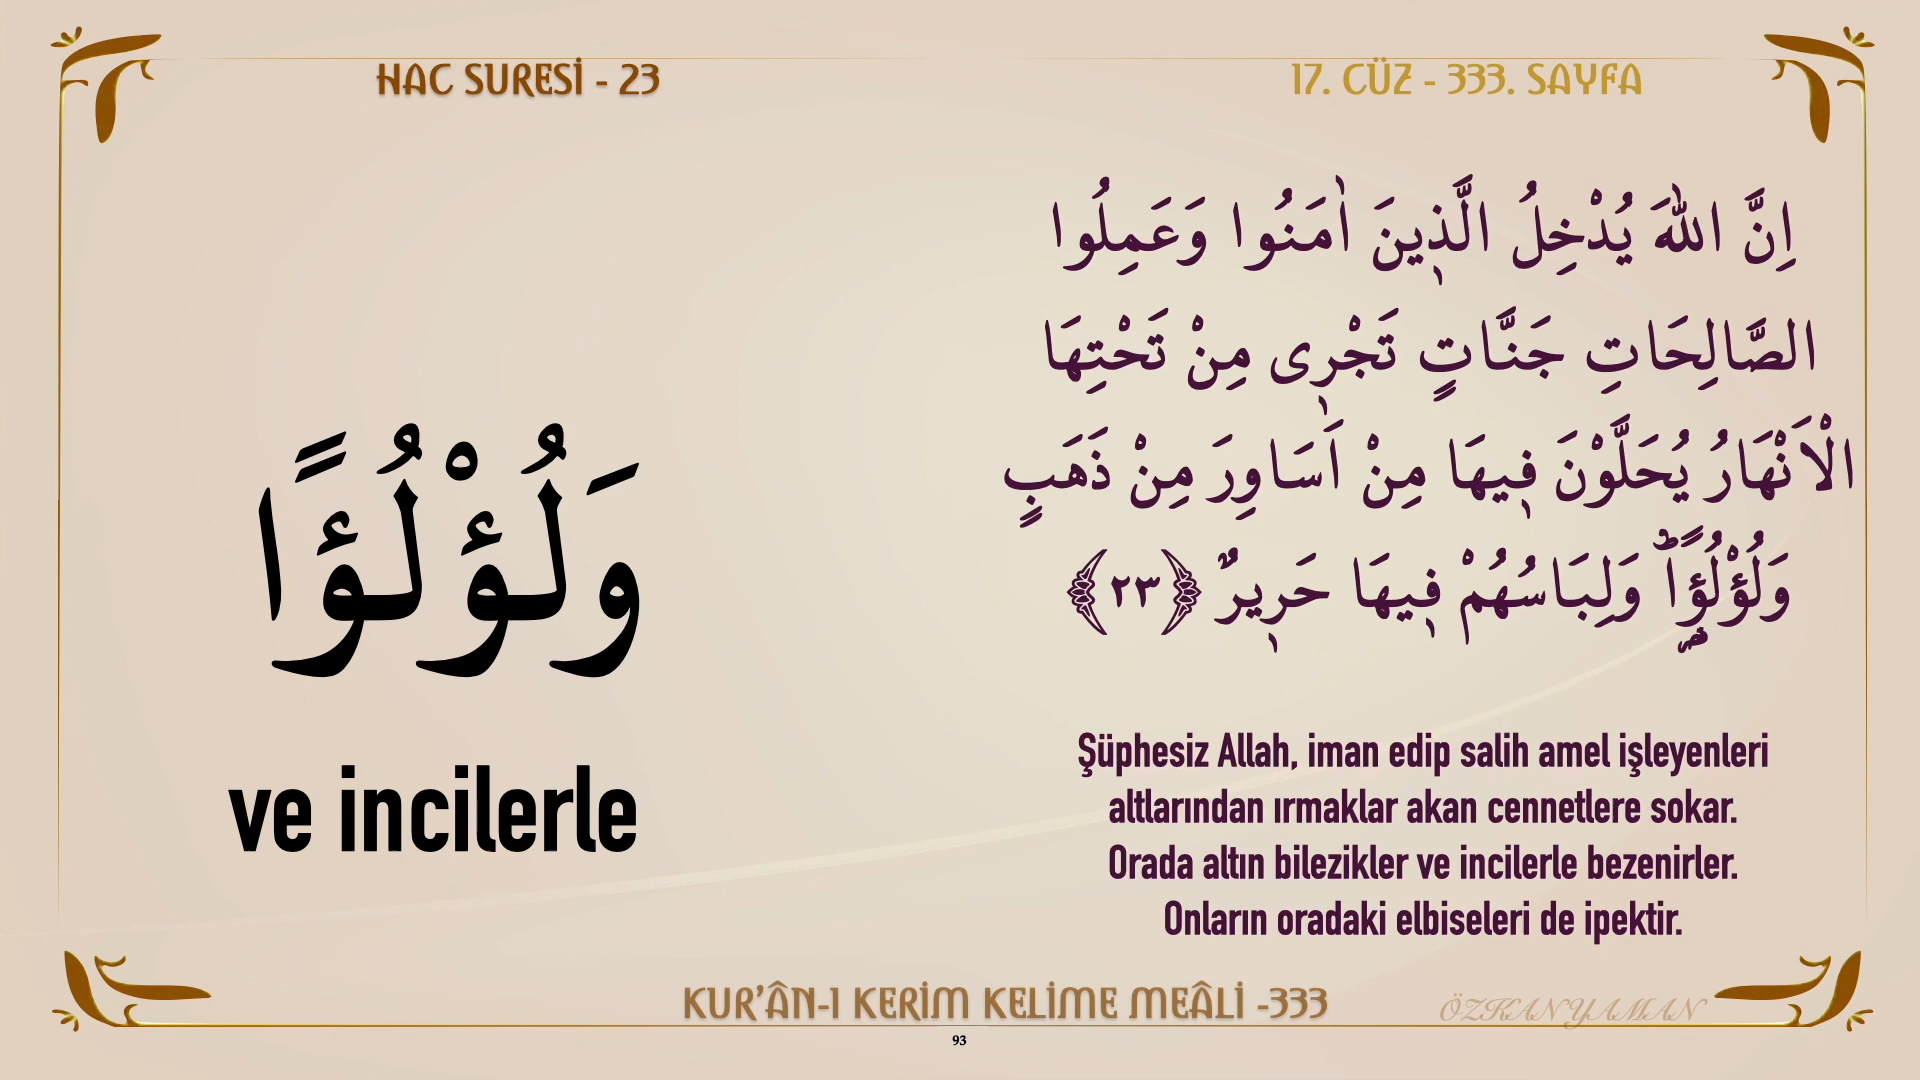 HAC SURESİ - 23
17. CÜZ - 333. SAYFA
وَلُؤْلُؤًا
ve incilerle
اِنَّ اللّٰهَ يُدْخِلُ الَّذ۪ينَ اٰمَنُوا وَعَمِلُوا
الصَّالِحَاتِ جَنَّاتٍ تَجْر۪ى مِنْ تَحْتِهَا
الْاَنْهَارُ يُحَلَّوْنَ ف۪يهَا مِنْ اَسَاوِرَ مِنْ ذَهَبٍ
وَلُؤْلُؤًاۜ وَلِبَاسُهُمْ ف۪يهَا حَر۪يرٌ ﴿٢٣﴾
Şüphesiz Allah, iman edip salih amel işleyenleri
altlarından ırmaklar akan cennetlere sokar.
Orada altın bilezikler ve incilerle bezenirler.
Onların oradaki elbiseleri de ipektir.
KUR’ÂN-I KERİM KELİME MEÂLİ -333
ÖZKAN YAMAN
93